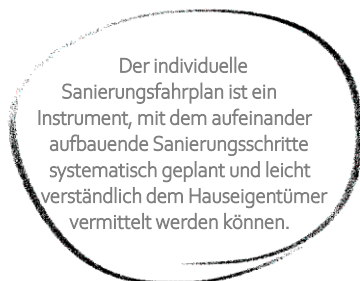 Der individuelle
Sanierungsfahrplan ist ein
Instrument, mit dem aufeinander
aufbauende Sanierungsschritte
systematisch geplant und leicht
verständlich dem Hauseigentümer
vermittelt werden können.